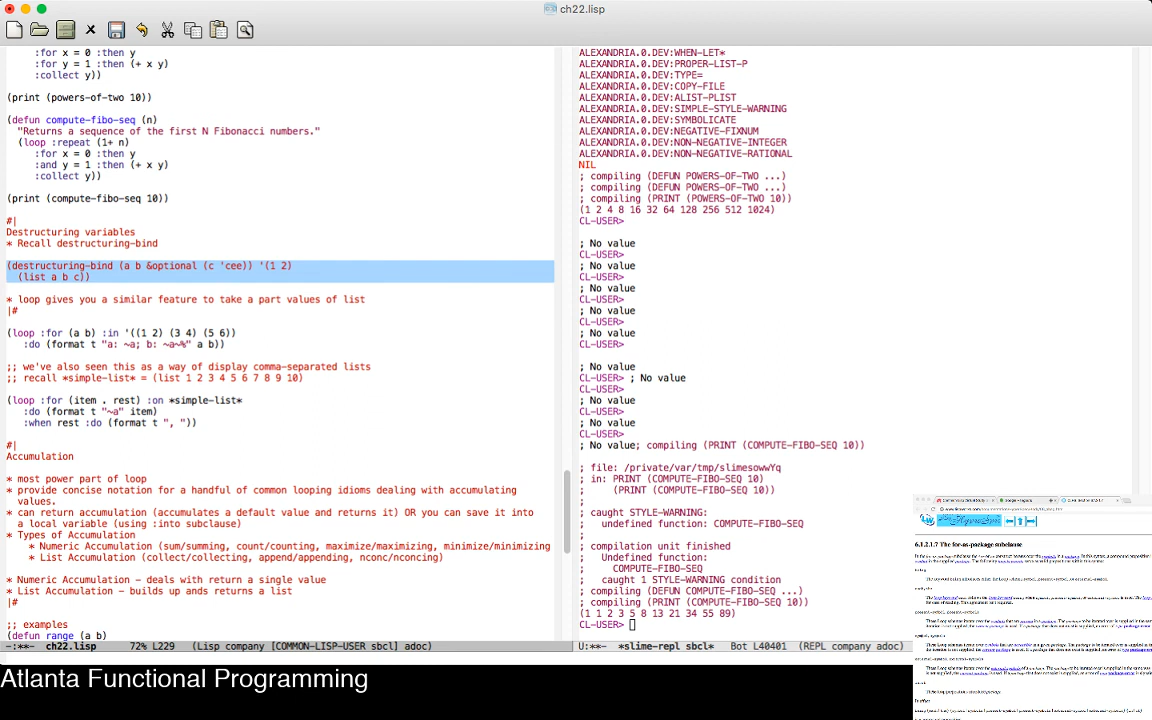 ch22.lisp
:for x = 0 :then y
:for y = 1 :then (+ x y)
:collect y))
(print (powers-of-two 10))
(defun compute-fibo-seq (n)
"Returns a sequence of the first N Fibonacci numbers."
(loop :repeat (1+ n)
:for x = 0 :then y
:and y = 1 :then (+ x y)
:collect y))
(print (compute-fibo-seq 10))
#|
Destructuring variables
* Recall destructuring-bind
(destructuring-bind (a b &optional (c 'cee)) '(1 2)
(list a b c))
* loop gives you a similar feature to take a part values of list
|#
(loop :for (a b) :in '((1 2) (3 4) (5 6))
:do (format t "a: ~a; b: ~a~%" a b))
;; we've also seen this as a way of display comma-separated lists
;; recall *simple-list* = (list 1 2 3 4 5 6 7 8 9 10)
(loop :for (item . rest) :on *simple-list*
:do (format t "~a" item)
:when rest :do (format t ", "))
#|
Accumulation
* most power part of loop
* provide concise notation for a handful of common looping idioms dealing with accumulating
values.
* can return accumulation (accumulates a default value and returns it) OR you can save it into
a local variable (using :into subclause)
* Types of Accumulation
* Numeric Accumulation (sum/summing, count/counting, maximize/maximizing, minimize/minimizing
* List Accumulation (collect/collecting, append/appending, nconc/nconcing)
* Numeric Accumulation - deals with return a single value
* List Accumulation - builds up ands returns a list
|#
;; examples
(defun range (a b)
-:**-  ch22.lisp  72% L229  (Lisp company [COMMON-LISP-USER sbcl] adoc)
ALEXANDRIA.0.DEV:WHEN-LET*
ALEXANDRIA.0.DEV:PROPER-LIST-P
ALEXANDRIA.0.DEV:TYPE=
ALEXANDRIA.0.DEV:COPY-FILE
ALEXANDRIA.0.DEV:ALIST-PLIST
ALEXANDRIA.0.DEV:SIMPLE-STYLE-WARNING
ALEXANDRIA.0.DEV:SYMBOLICATE
ALEXANDRIA.0.DEV:NEGATIVE-FIXNUM
ALEXANDRIA.0.DEV:NON-NEGATIVE-INTEGER
ALEXANDRIA.0.DEV:NON-NEGATIVE-RATIONAL
NIL
; compiling (DEFUN POWERS-OF-TWO ...)
; compiling (DEFUN POWERS-OF-TWO ...)
; compiling (PRINT (POWERS-OF-TWO 10))
(1 2 4 8 16 32 64 128 256 512 1024)
CL-USER>
; No value
CL-USER>
; No value
CL-USER>
; No value
CL-USER>
; No value
CL-USER>
; No value
CL-USER>
; No value
CL-USER> ; No value
CL-USER>
; No value
CL-USER>
; No value
CL-USER>
; No value; compiling (PRINT (COMPUTE-FIBO-SEQ 10))
; file: /private/var/tmp/slimesowwYq
; in: PRINT (COMPUTE-FIBO-SEQ 10)
; (PRINT (COMPUTE-FIBO-SEQ 10))
;
; caught STYLE-WARNING:
; undefined function: COMPUTE-FIBO-SEQ
;
; compilation unit finished
; Undefined function:
; COMPUTE-FIBO-SEQ
; caught 1 STYLE-WARNING condition
; compiling (DEFUN COMPUTE-FIBO-SEQ ...)
; compiling (PRINT (COMPUTE-FIBO-SEQ 10))
(1 1 2 3 5 8 13 21 34 55 89)
CL-USER>
U:**-  *slime-repl sbcl*  Bot L40401  (REPL company adoc)
6.1.2.1.7 The for-as-package subclause
Atlanta Functional Programming